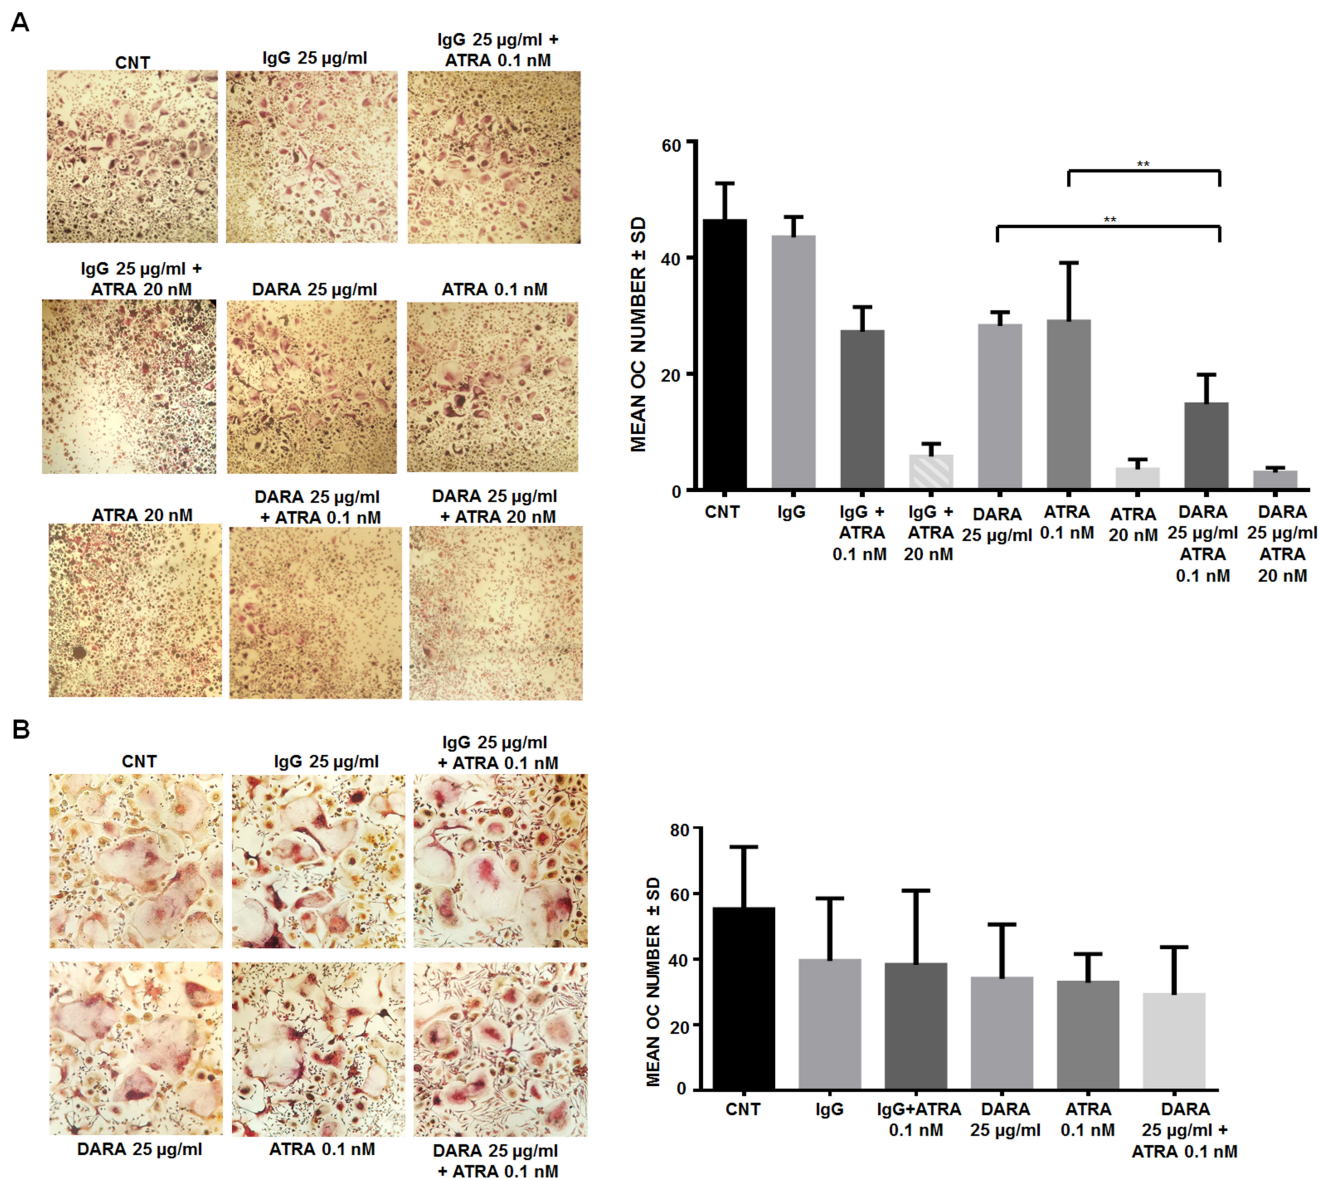 A
CNT
IgG 25 µg/ml
IgG 25 µg/ml +
ATRA 0.1 nM
IgG 25 µg/ml +
ATRA 20 nM
DARA 25 µg/ml
ATRA 0.1 nM
ATRA 20 nM
DARA 25 µg/ml
+ ATRA 0.1 nM
DARA 25 µg/ml
+ ATRA 20 nM
MEAN OC NUMBER ± SD
60
40
20
0
**
**
CNT
IgG
IgG +
ATRA
0.1 nM
IgG +
ATRA
20 nM
DARA
25 µg/ml
ATRA
0.1 nM
ATRA
20 nM
DARA
25 µg/ml
ATRA
0.1 nM
DARA
25 µg/ml
ATRA
20 nM
B
CNT
IgG 25 µg/ml
IgG 25 µg/ml
+ ATRA 0.1 nM
DARA 25 µg/ml
ATRA 0.1 nM
DARA 25 µg/ml
+ ATRA 0.1 nM
MEAN OC NUMBER ± SD
80
60
40
20
0
CNT
IgG
IgG+ATRA
0.1 nM
DARA
25 µg/ml
ATRA
0.1 nM
DARA
25 µg/ml +
ATRA 0.1 nM